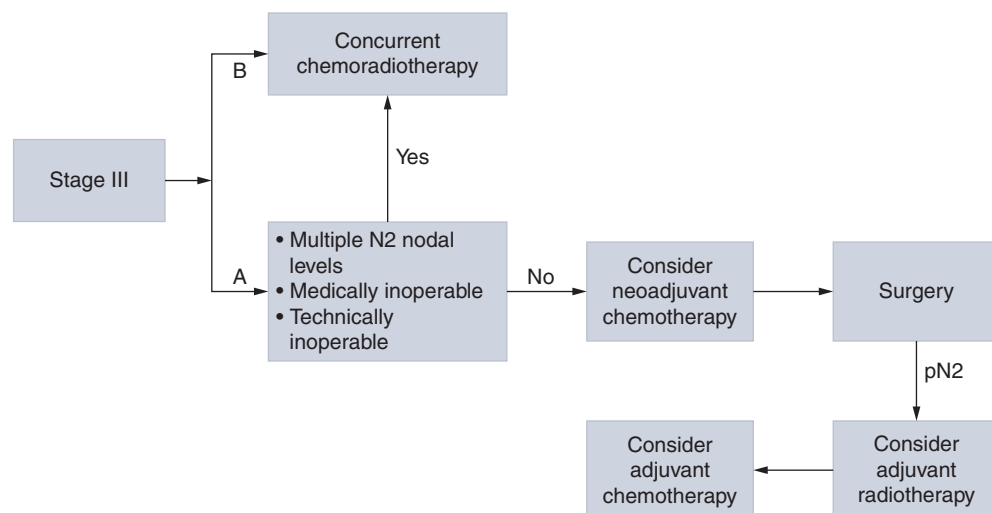 Concurrent
chemoradiotherapy
B
Yes
Stage III
A
• Multiple N2 nodal
levels
• Medically inoperable
• Technically
inoperable
No
Consider
neoadjuvant
chemotherapy
Surgery
pN2
Consider
adjuvant
radiotherapy
Consider
adjuvant
chemotherapy